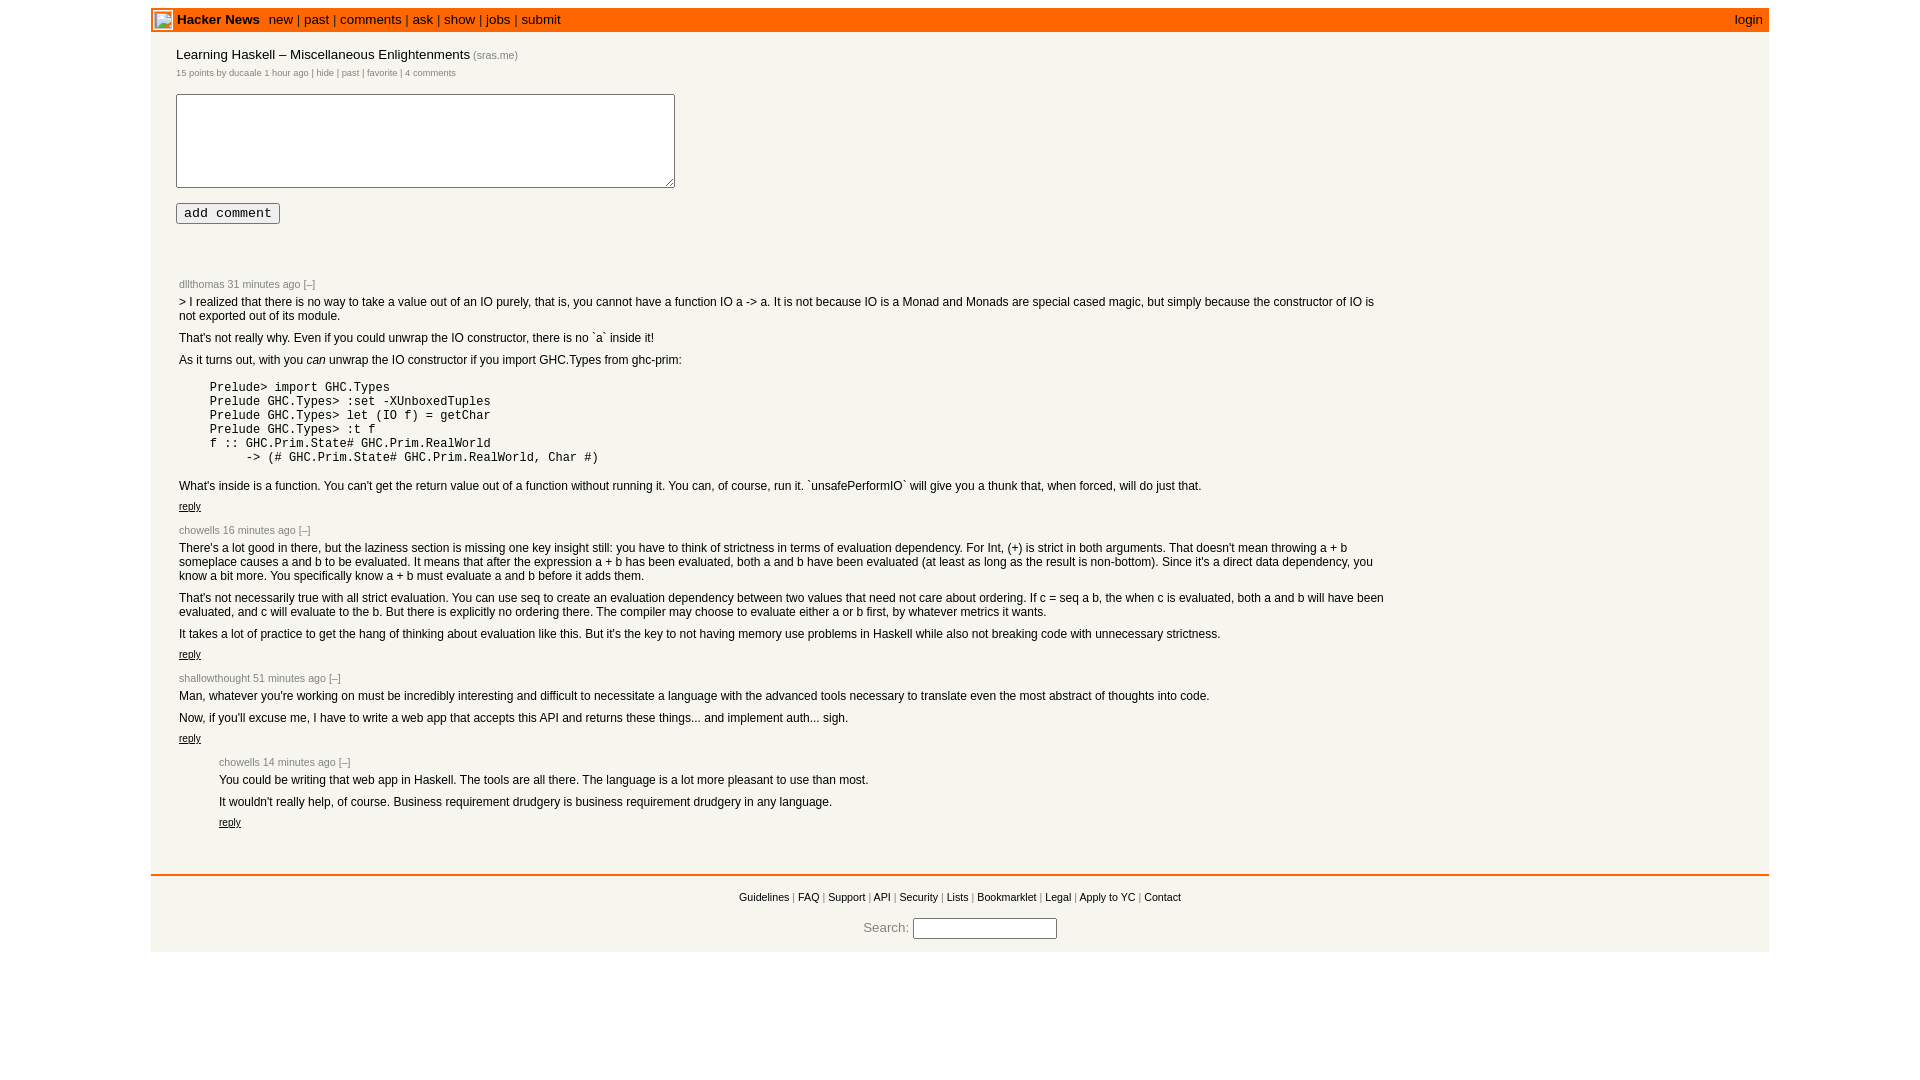 Hacker News new | past | comments | ask | show | jobs | submit login
Learning Haskell – Miscellaneous Enlightenments (sras.me)
15 points by ducaale 1 hour ago | hide | past | favorite | 4 comments
add comment
dllthomas 31 minutes ago [–]
> I realized that there is no way to take a value out of an IO purely, that is, you cannot have a function IO a -> a. It is not because IO is a Monad and Monads are special cased magic, but simply because the constructor of IO is
not exported out of its module.
That's not really why. Even if you could unwrap the IO constructor, there is no `a` inside it!
As it turns out, with you can unwrap the IO constructor if you import GHC.Types from ghc-prim:
Prelude> import GHC.Types
Prelude GHC.Types> :set -XUnboxedTuples
Prelude GHC.Types> let (IO f) = getChar
Prelude GHC.Types> :t f
f :: GHC.Prim.State# GHC.Prim.RealWorld
-> (# GHC.Prim.State# GHC.Prim.RealWorld, Char #)
What's inside is a function. You can't get the return value out of a function without running it. You can, of course, run it. `unsafePerformIO` will give you a thunk that, when forced, will do just that.
reply
chowells 16 minutes ago [–]
There's a lot good in there, but the laziness section is missing one key insight still: you have to think of strictness in terms of evaluation dependency. For Int, (+) is strict in both arguments. That doesn't mean throwing a + b
someplace causes a and b to be evaluated. It means that after the expression a + b has been evaluated, both a and b have been evaluated (at least as long as the result is non-bottom). Since it's a direct data dependency, you
know a bit more. You specifically know a + b must evaluate a and b before it adds them.
That's not necessarily true with all strict evaluation. You can use seq to create an evaluation dependency between two values that need not care about ordering. If c = seq a b, the when c is evaluated, both a and b will have been
evaluated, and c will evaluate to the b. But there is explicitly no ordering there. The compiler may choose to evaluate either a or b first, by whatever metrics it wants.
It takes a lot of practice to get the hang of thinking about evaluation like this. But it's the key to not having memory use problems in Haskell while also not breaking code with unnecessary strictness.
reply
shallowthought 51 minutes ago [–]
Man, whatever you're working on must be incredibly interesting and difficult to necessitate a language with the advanced tools necessary to translate even the most abstract of thoughts into code.
Now, if you'll excuse me, I have to write a web app that accepts this API and returns these things... and implement auth... sigh.
reply
chowells 14 minutes ago [–]
You could be writing that web app in Haskell. The tools are all there. The language is a lot more pleasant to use than most.
It wouldn't really help, of course. Business requirement drudgery is business requirement drudgery in any language.
reply
Guidelines | FAQ | Support | API | Security | Lists | Bookmarklet | Legal | Apply to YC | Contact
Search: